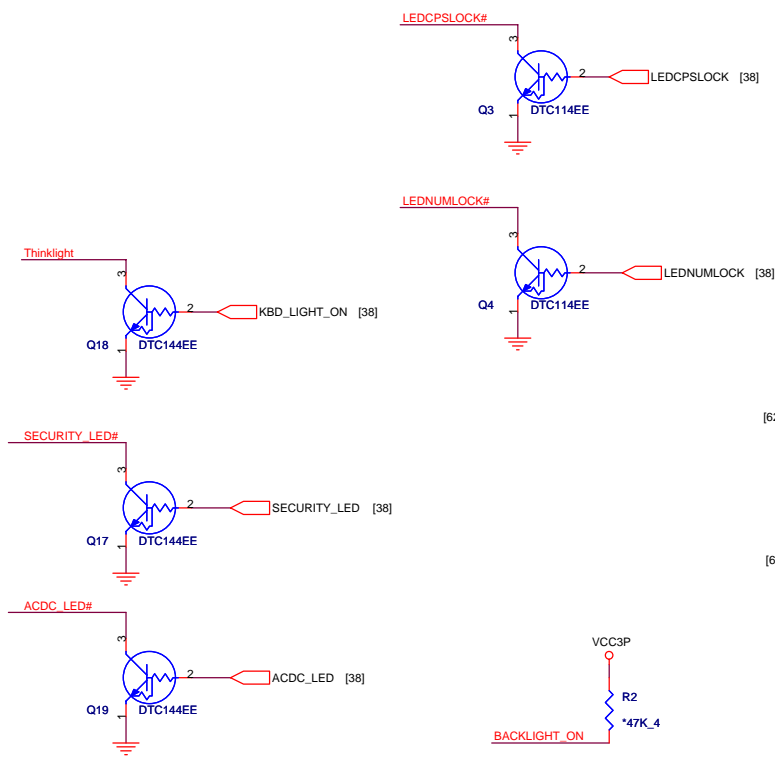 LEDCPSLOCK#
3
2
LEDCPSLOCK [38]
Q3
DTC114EE
1
LEDNUMLOCK#
3
2
LEDNUMLOCK [38]
Q4
DTC114EE
1
Thinklight
3
2
KBD_LIGHT_ON [38]
Q18
DTC144EE
1
SECURITY_LED#
3
2
SECURITY_LED [38]
Q17
DTC144EE
1
ACDC_LED#
3
2
ACDC_LED [38]
Q19
DTC144EE
1
[62
[6
VCC3P
R2
*47K_4
BACKLIGHT_ON